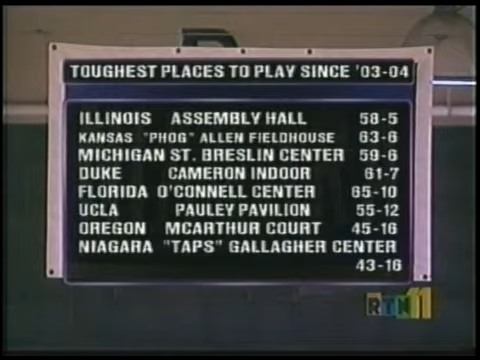 TOUGHEST PLACES TO PLAY SINCE '03-04
ILLINOIS ASSEMBLY HALL 58-5
KANSAS "PHOG" ALLEN FIELDHOUSE 63-6
MICHIGAN ST. BRESLIN CENTER 59-6
DUKE CAMERON INDOOR 61-7
FLORIDA O'CONNELL CENTER 65-10
UCLA PAULEY PAVILION 55-12
OREGON MCARTHUR COURT 45-16
NIAGARA "TAPS" GALLAGHER CENTER
43-16
RTN11